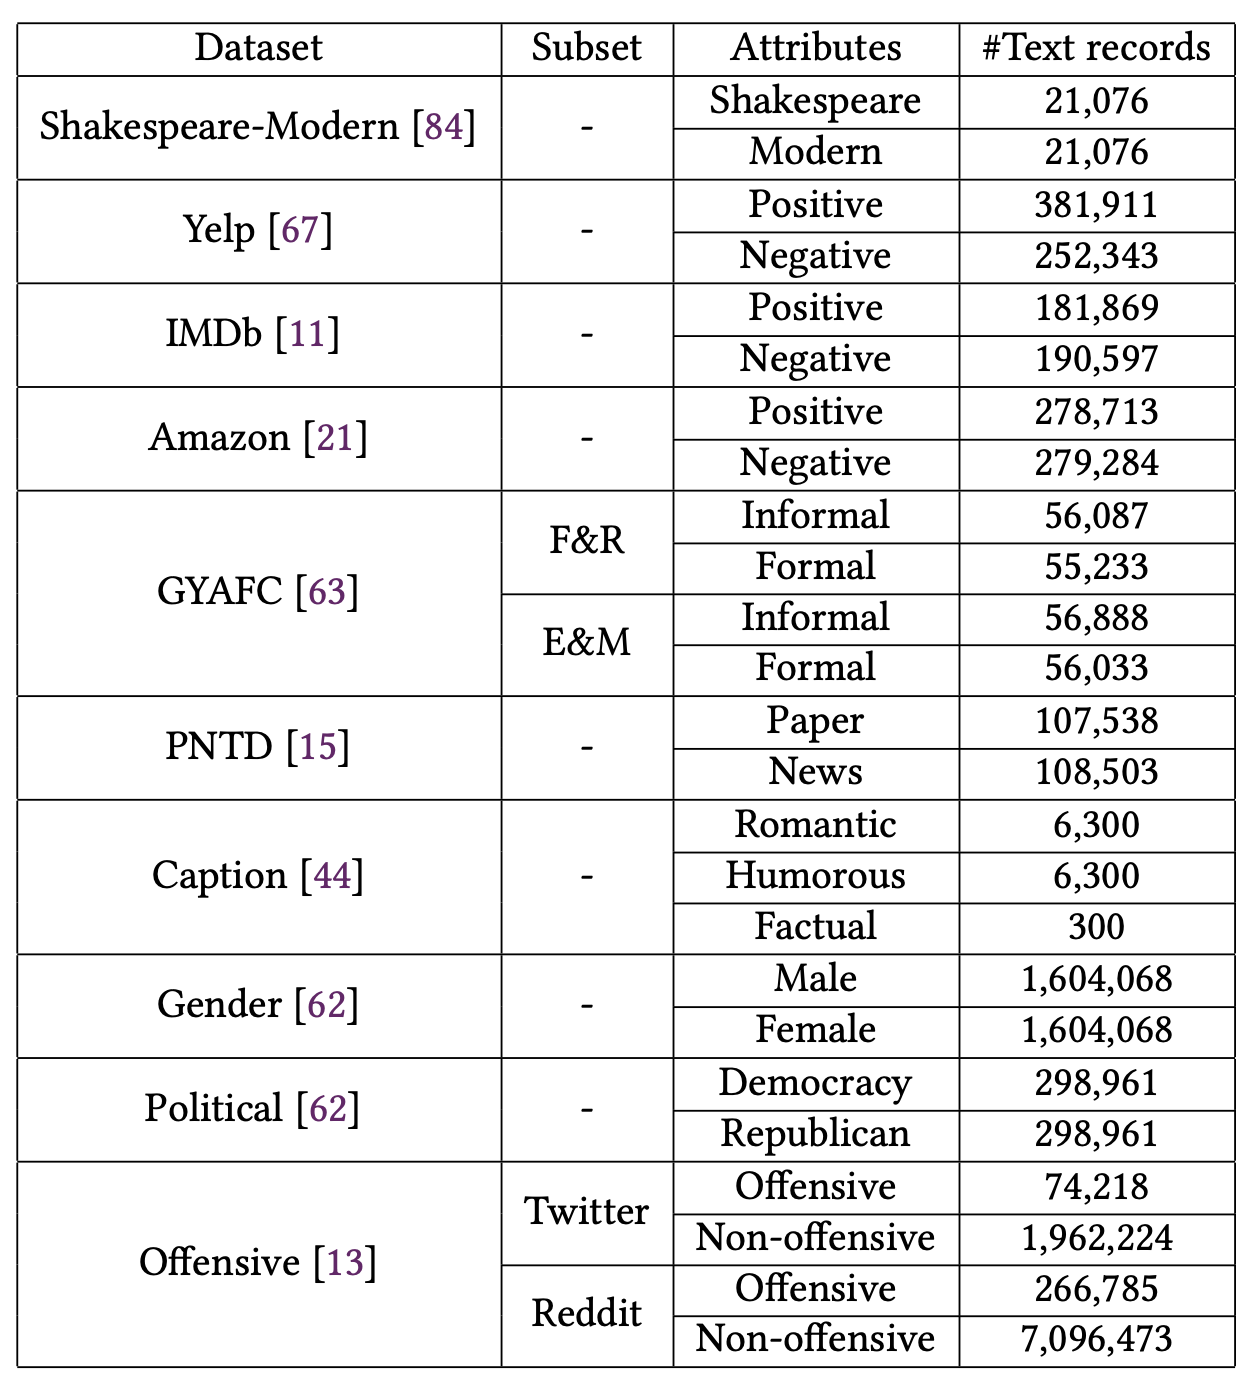 Dataset Subset Attributes #Text records
Shakespeare-Modern [84] - Shakespeare 21,076
Modern 21,076
Yelp [67] - Positive 381,911
Negative 252,343
IMDb [11] - Positive 181,869
Negative 190,597
Amazon [21] - Positive 278,713
Negative 279,284
GYAFC [63] F&R Informal 56,087
Formal 55,233
E&M Informal 56,888
Formal 56,033
PNTD [15] - Paper 107,538
News 108,503
Caption [44] - Romantic 6,300
Humorous 6,300
Factual 300
Gender [62] - Male 1,604,068
Female 1,604,068
Political [62] - Democracy 298,961
Republican 298,961
Offensive [13] Twitter Offensive 74,218
Non-offensive 1,962,224
Reddit Offensive 266,785
Non-offensive 7,096,473